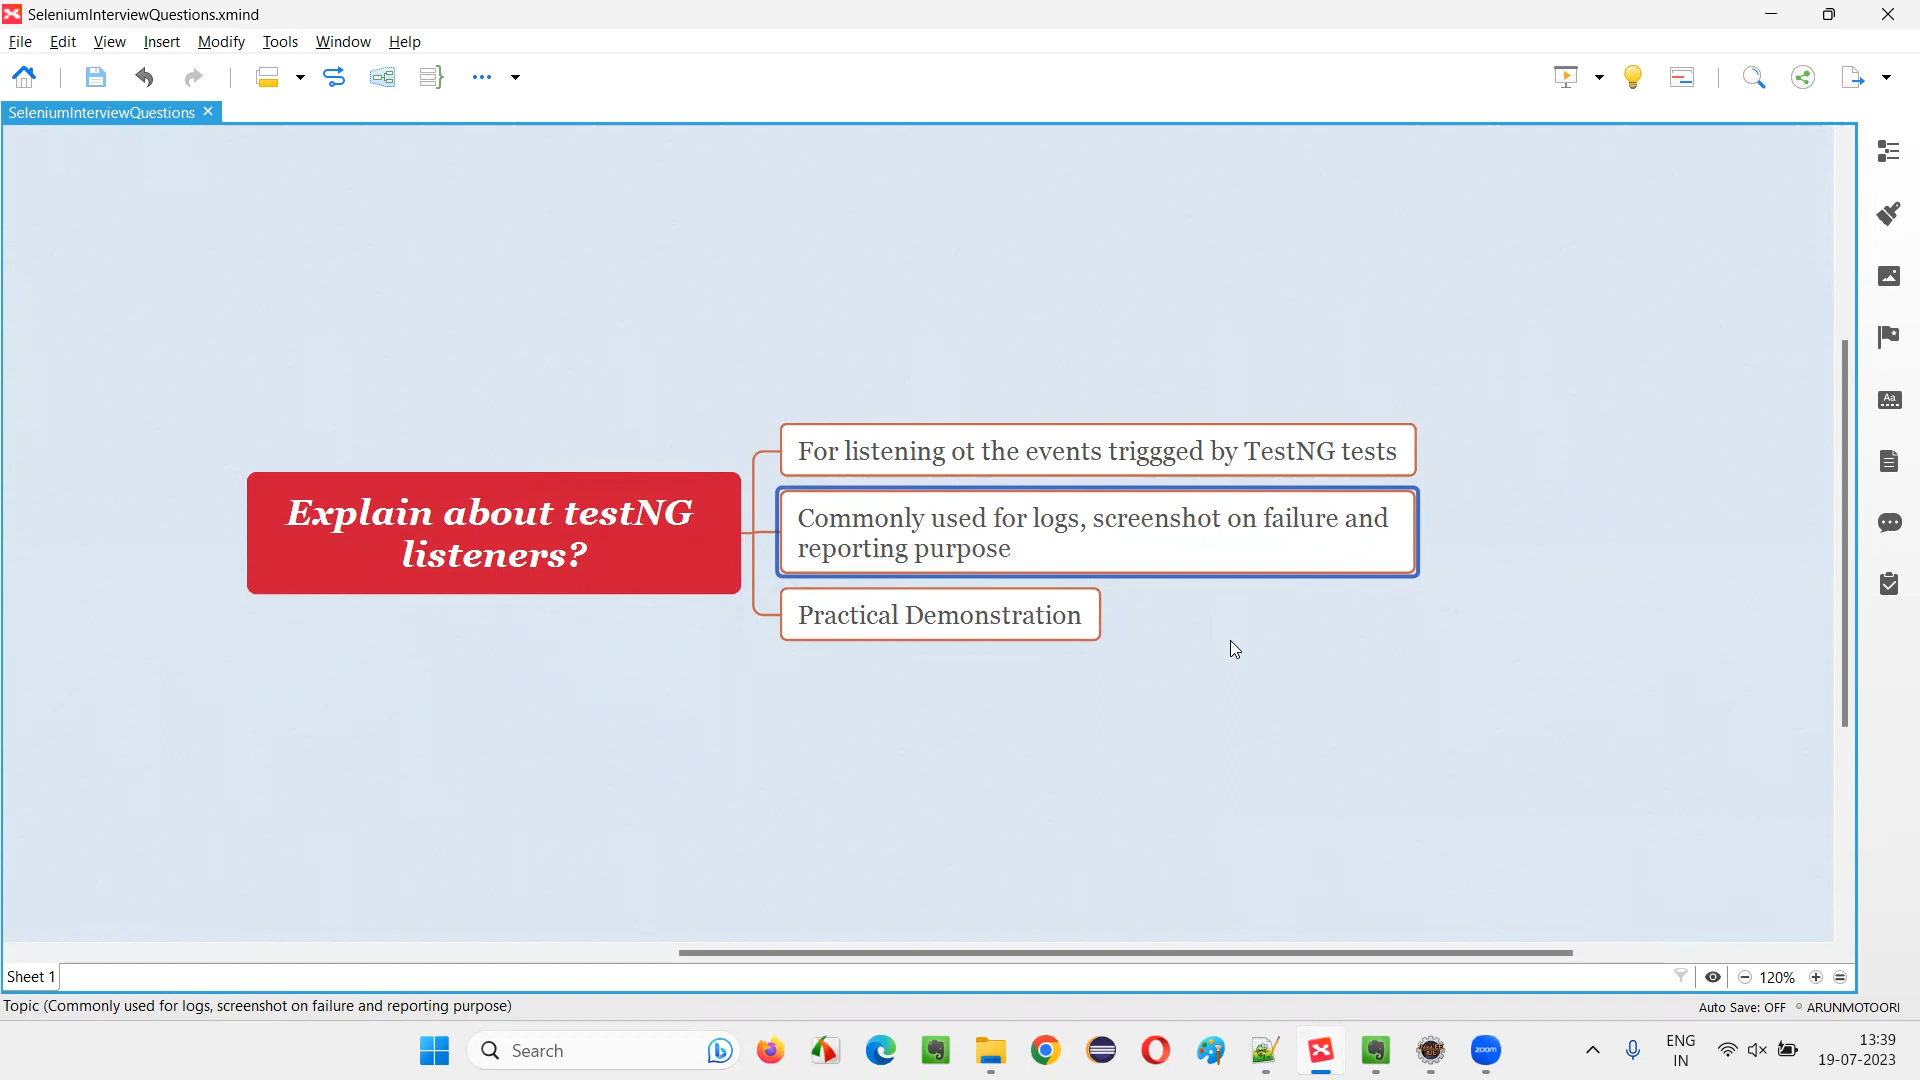 SeleniumInterviewQuestions.xmind
File Edit View Insert Modify Tools Window Help
SeleniumInterviewQuestions
Explain about testNG
listeners?
For listening ot the events triggged by TestNG tests
Commonly used for logs, screenshot on failure and
reporting purpose
Practical Demonstration
Aa
Sheet 1
120%
Topic (Commonly used for logs, screenshot on failure and reporting purpose)
Auto Save: OFF
ARUNMOTOORI
Search
zoom
ENG
IN
13:39
19-07-2023